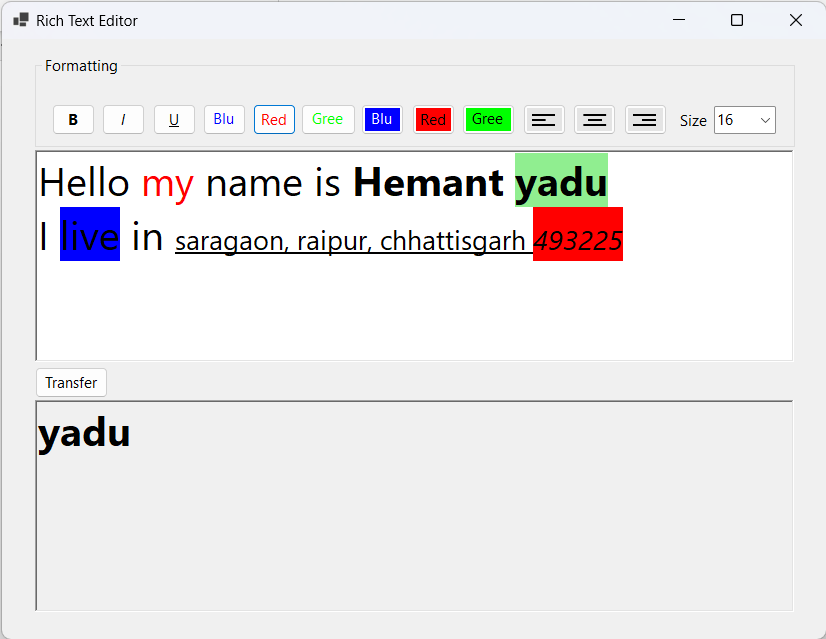 Rich Text Editor
Formatting
B I U Blu Red Gree Blu Red Gree Size 16
Hello my name is Hemant yadu
I live in saragaon, raipur, chhattisgarh 493225
Transfer
yadu